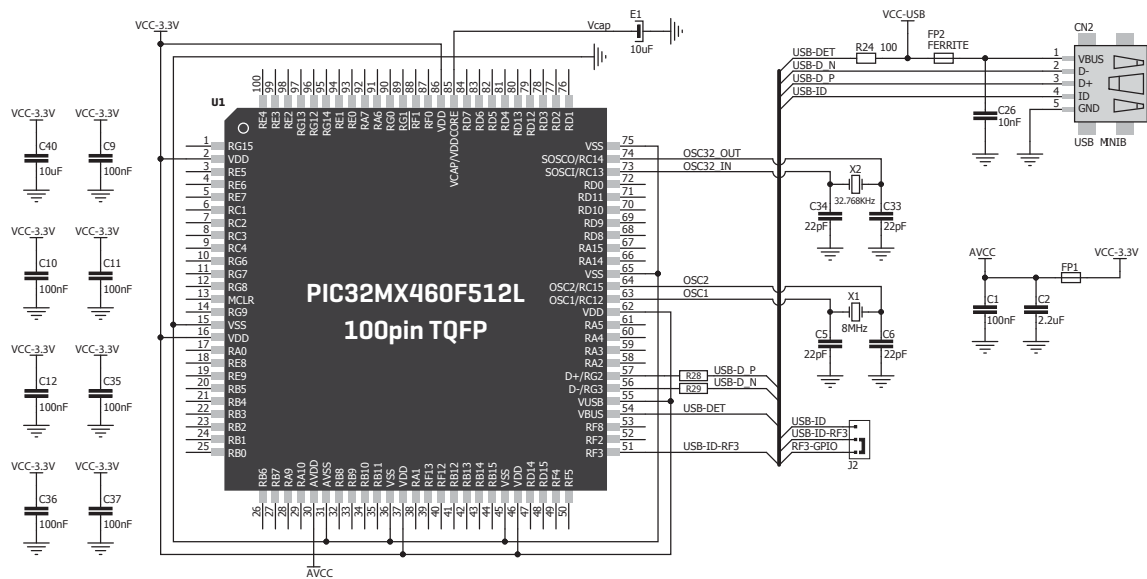 VCC-3.3V
Vcap
E1
10uF
VCC-USB
R24 100
FP2
FERRITE
CN2
USB-DET
USB-D_N
USB-D_P
USB-ID
1 VBUS
2 D-
3 D+
4 ID
5 GND
USB MINIB
C26
10nF
100 99 98 97 96 95 94 93 92 91 90 89 88 87 86 85 84 83 82 81 80 79 78 77 76
RE4 RE3 RE2 RG13 RG12 RG14 RE1 RE0 RA7 RA6 RG0 RG1 RF1 RF0 VDD VCAP/VDDCORE RD7 RD6 RD5 RD4 RD13 RD12 RD3 RD2 RD1
U1
1 RG15
2 VDD
3 RE5
4 RE6
5 RE7
6 RC1
7 RC2
8 RC3
9 RC4
10 RG6
11 RG7
12 RG8
13 MCLR
14 RG9
15 VSS
16 VDD
17 RA0
18 RE8
19 RE9
20 RB5
21 RB4
22 RB3
23 RB2
24 RB1
25 RB0
PIC32MX460F512L
100pin TQFP
VSS 75
SOSCO/RC14 74
SOSCI/RC13 73
RD0 72
RD11 71
RD10 70
RD9 69
RD8 68
RA15 67
RA14 66
VSS 65
OSC2/RC15 64
OSC1/RC12 63
VDD 62
RA5 61
RA4 60
RA3 59
RA2 58
D+/RG2 57
D-/RG3 56
VUSB 55
VBUS 54
RF8 53
RF2 52
RF3 51
RB6 RB7 RA9 RA10 AVDD AVSS RB8 RB9 RB10 RB11 VSS VDD RA1 RF13 RF12 RB12 RB13 RB14 RB15 VSS VDD RD14 RD15 RF4 RF5
26 27 28 29 30 31 32 33 34 35 36 37 38 39 40 41 42 43 44 45 46 47 48 49 50
AVCC
OSC32_OUT
OSC32_IN
X2
32.768KHz
C34
22pF
C33
22pF
OSC2
OSC1
X1
8MHz
C5
22pF
C6
22pF
R28
USB-D_P
R29
USB-D_N
USB-DET
USB-ID-RF3
USB-ID
USB-ID-RF3
RF3-GPIO
J2
AVCC
VCC-3.3V
FP1
C1
100nF
C2
2.2uF
VCC-3.3V
C40
10uF
VCC-3.3V
C9
100nF
VCC-3.3V
C10
100nF
VCC-3.3V
C11
100nF
VCC-3.3V
C12
100nF
VCC-3.3V
C35
100nF
VCC-3.3V
C36
100nF
VCC-3.3V
C37
100nF